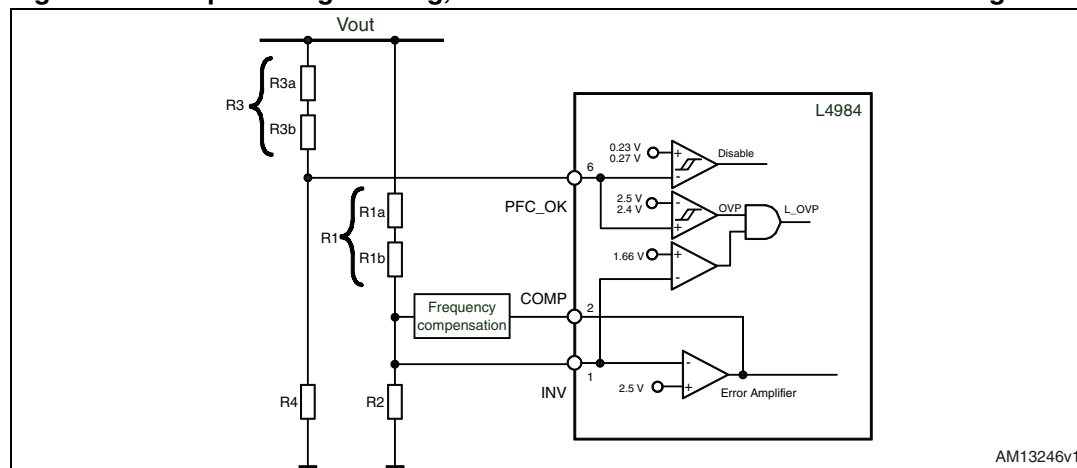 Vout
R3a
R3
R3b
L4984
0.23 V
0.27 V
Disable
6
PFC_OK
2.5 V
2.4 V
OVP
L_OVP
R1a
R1
R1b
1.66 V
COMP
2
Frequency
compensation
1
INV
2.5 V
Error Amplifier
R4
R2
AM13246v1